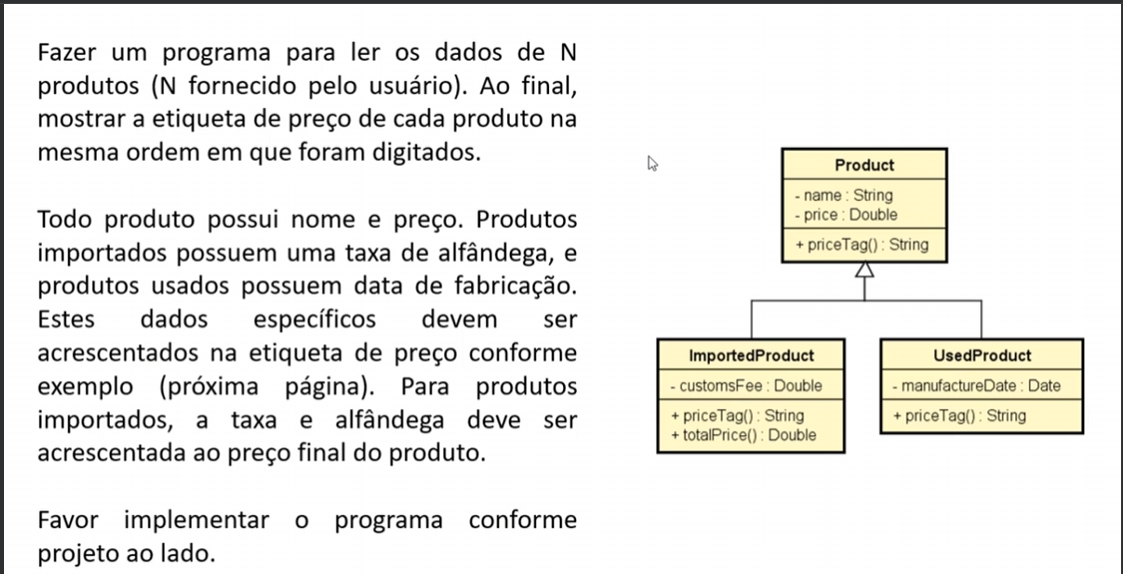 Fazer um programa para ler os dados de N
produtos (N fornecido pelo usuário). Ao final,
mostrar a etiqueta de preço de cada produto na
mesma ordem em que foram digitados.
Todo produto possui nome e preço. Produtos
importados possuem uma taxa de alfândega, e
produtos usados possuem data de fabricação.
Estes dados específicos devem ser
acrescentados na etiqueta de preço conforme
exemplo (próxima página). Para produtos
importados, a taxa e alfândega deve ser
acrescentada ao preço final do produto.
Favor implementar o programa conforme
projeto ao lado.
Product
- name : String
- price : Double
+ priceTag() : String
ImportedProduct
- customsFee : Double
+ priceTag() : String
+ totalPrice() : Double
UsedProduct
- manufactureDate : Date
+ priceTag() : String